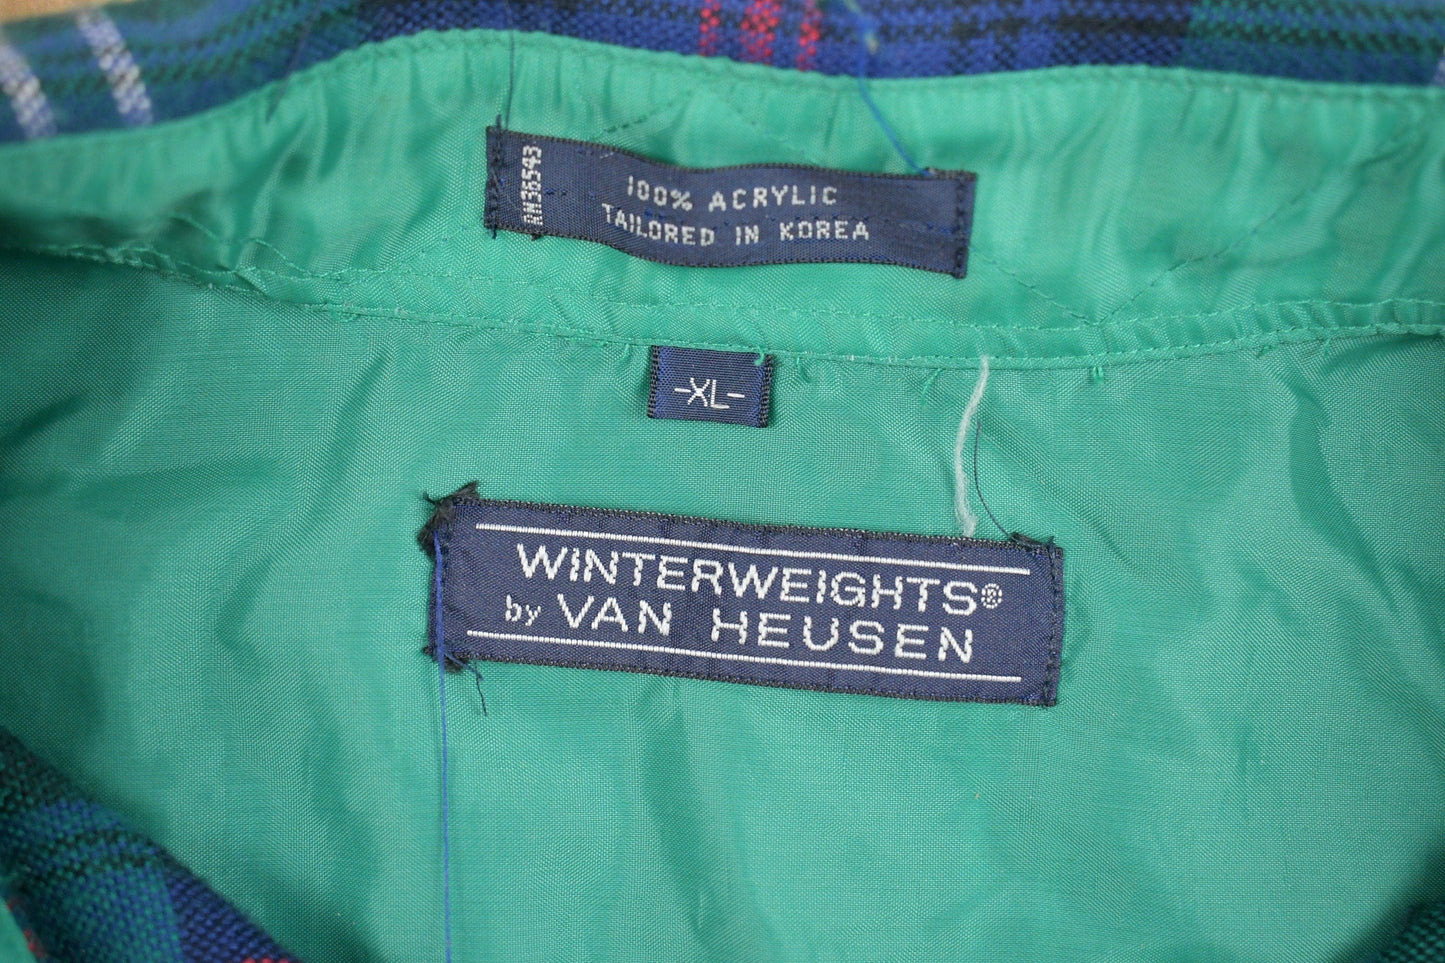 RN36543
100% ACRYLIC
TAILORED IN KOREA
-XL-
WINTERWEIGHTS®
by VAN HEUSEN